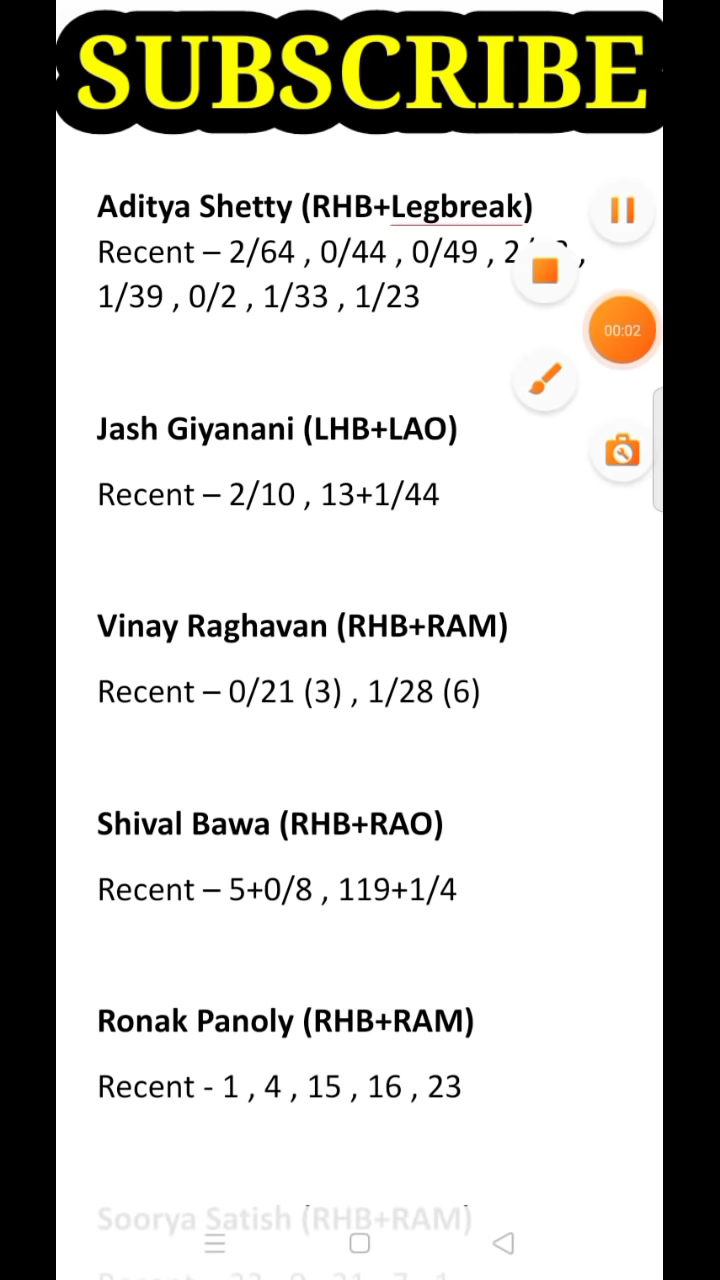 SUBSCRIBE
Aditya Shetty (RHB+Legbreak)
Recent – 2/64 , 0/44 , 0/49 ,
1/39 , 0/2 , 1/33 , 1/23
00:02
Jash Giyanani (LHB+LAO)
Recent – 2/10 , 13+1/44
Vinay Raghavan (RHB+RAM)
Recent – 0/21 (3) , 1/28 (6)
Shival Bawa (RHB+RAO)
Recent – 5+0/8 , 119+1/4
Ronak Panoly (RHB+RAM)
Recent - 1 , 4 , 15 , 16 , 23
Soorya Satish (RHB+RAM)